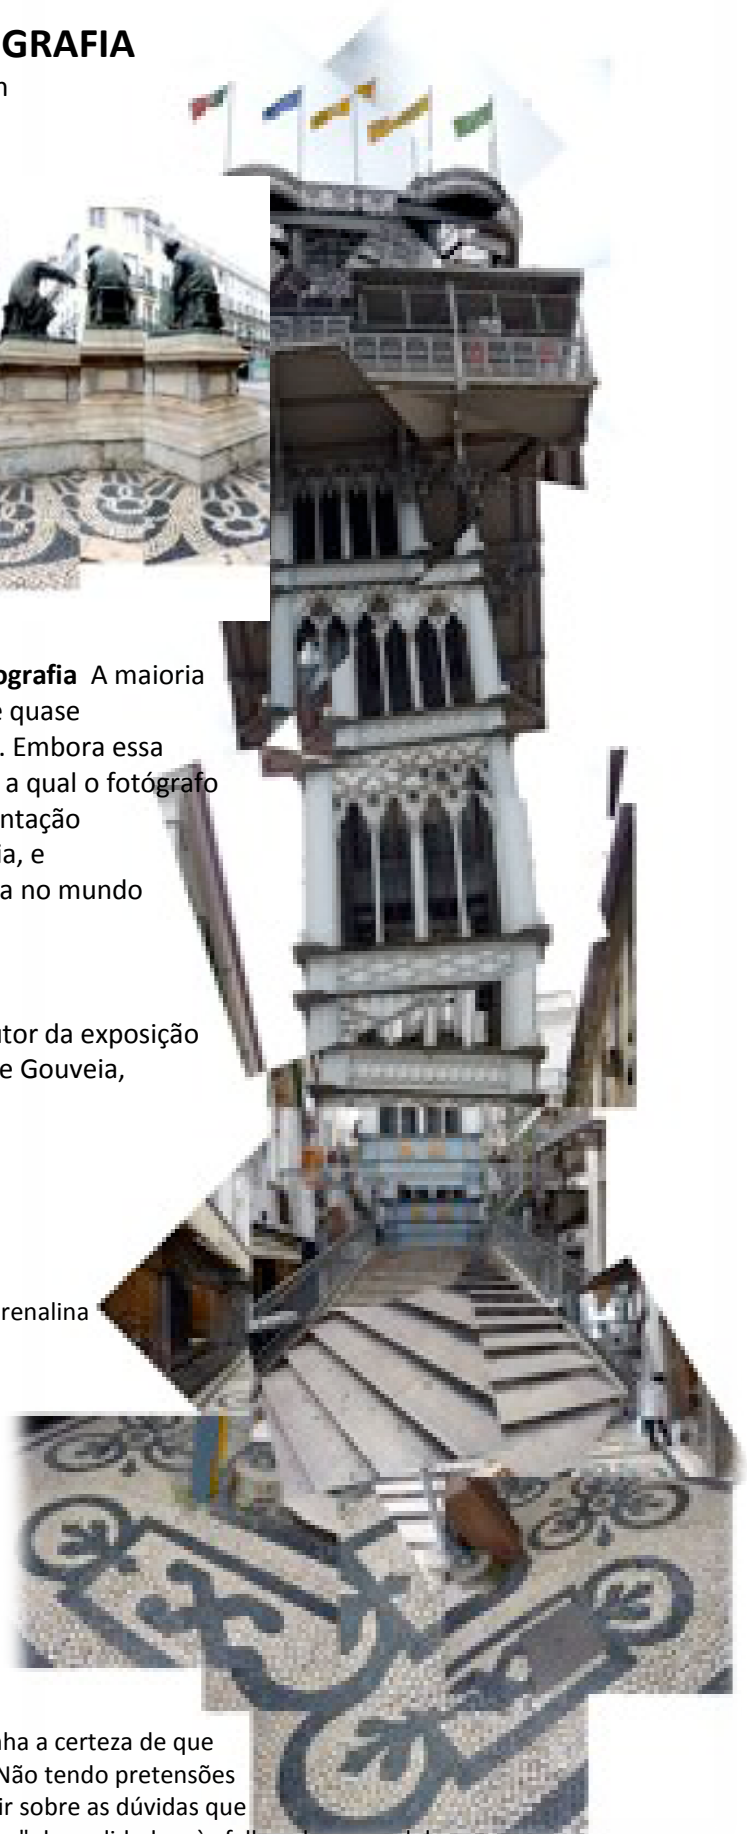 GRAFIA
ografia A maioria
e quase
. Embora essa
a qual o fotógrafo
ntação
ia, e
a no mundo
tor da exposição
e Gouveia,
renalina
nha a certeza de que
Não tendo pretensões
ir sobre as dúvidas que